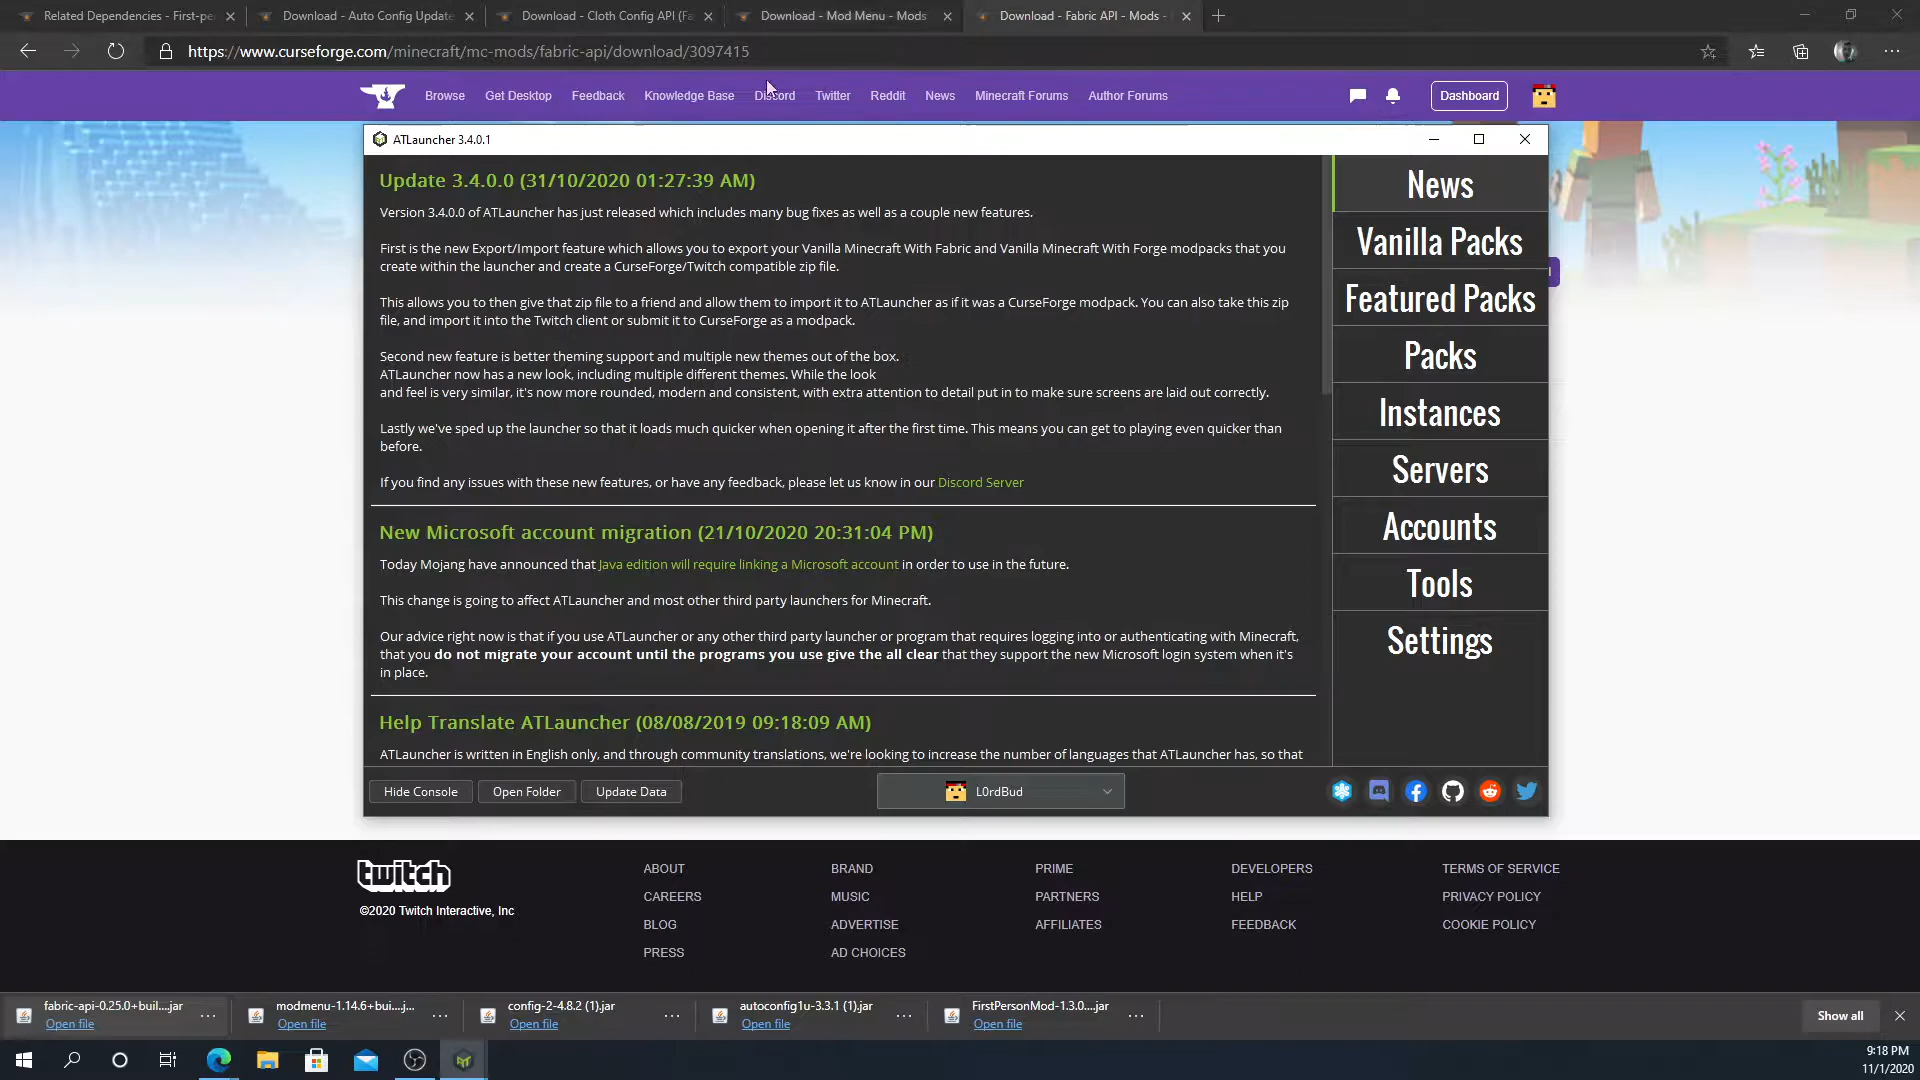 Related Dependencies - First-pe
Download - Auto Config Update
Download - Cloth Config API (Fa
Download - Mod Menu - Mods
Download - Fabric API - Mods -
https://www.curseforge.com/minecraft/mc-mods/fabric-api/download/3097415
Browse
Get Desktop
Feedback
Knowledge Base
Discord
Twitter
Reddit
News
Minecraft Forums
Author Forums
Dashboard
ATLauncher 3.4.0.1
Update 3.4.0.0 (31/10/2020 01:27:39 AM)
Version 3.4.0.0 of ATLauncher has just released which includes many bug fixes as well as a couple new features.
First is the new Export/Import feature which allows you to export your Vanilla Minecraft With Fabric and Vanilla Minecraft With Forge modpacks that you
create within the launcher and create a CurseForge/Twitch compatible zip file.
This allows you to then give that zip file to a friend and allow them to import it to ATLauncher as if it was a CurseForge modpack. You can also take this zip
file, and import it into the Twitch client or submit it to CurseForge as a modpack.
Second new feature is better theming support and multiple new themes out of the box.
ATLauncher now has a new look, including multiple different themes. While the look
and feel is very similar, it's now more rounded, modern and consistent, with extra attention to detail put in to make sure screens are laid out correctly.
Lastly we've sped up the launcher so that it loads much quicker when opening it after the first time. This means you can get to playing even quicker than
before.
If you find any issues with these new features, or have any feedback, please let us know in our Discord Server
New Microsoft account migration (21/10/2020 20:31:04 PM)
Today Mojang have announced that Java edition will require linking a Microsoft account in order to use in the future.
This change is going to affect ATLauncher and most other third party launchers for Minecraft.
Our advice right now is that if you use ATLauncher or any other third party launcher or program that requires logging into or authenticating with Minecraft,
that you do not migrate your account until the programs you use give the all clear that they support the new Microsoft login system when it's
in place.
Help Translate ATLauncher (08/08/2019 09:18:09 AM)
ATLauncher is written in English only, and through community translations, we're looking to increase the number of languages that ATLauncher has, so that
News
Vanilla Packs
Featured Packs
Packs
Instances
Servers
Accounts
Tools
Settings
Hide Console
Open Folder
Update Data
L0rdBud
twitch
©2020 Twitch Interactive, Inc
ABOUT
CAREERS
BLOG
PRESS
BRAND
MUSIC
ADVERTISE
AD CHOICES
PRIME
PARTNERS
AFFILIATES
DEVELOPERS
HELP
FEEDBACK
TERMS OF SERVICE
PRIVACY POLICY
COOKIE POLICY
fabric-api-0.25.0+buil....jar
Open file
modmenu-1.14.6+bui....j...
Open file
config-2-4.8.2 (1).jar
Open file
autoconfig1u-3.3.1 (1).jar
Open file
FirstPersonMod-1.3.0....jar
Open file
Show all
9:18 PM
11/1/2020